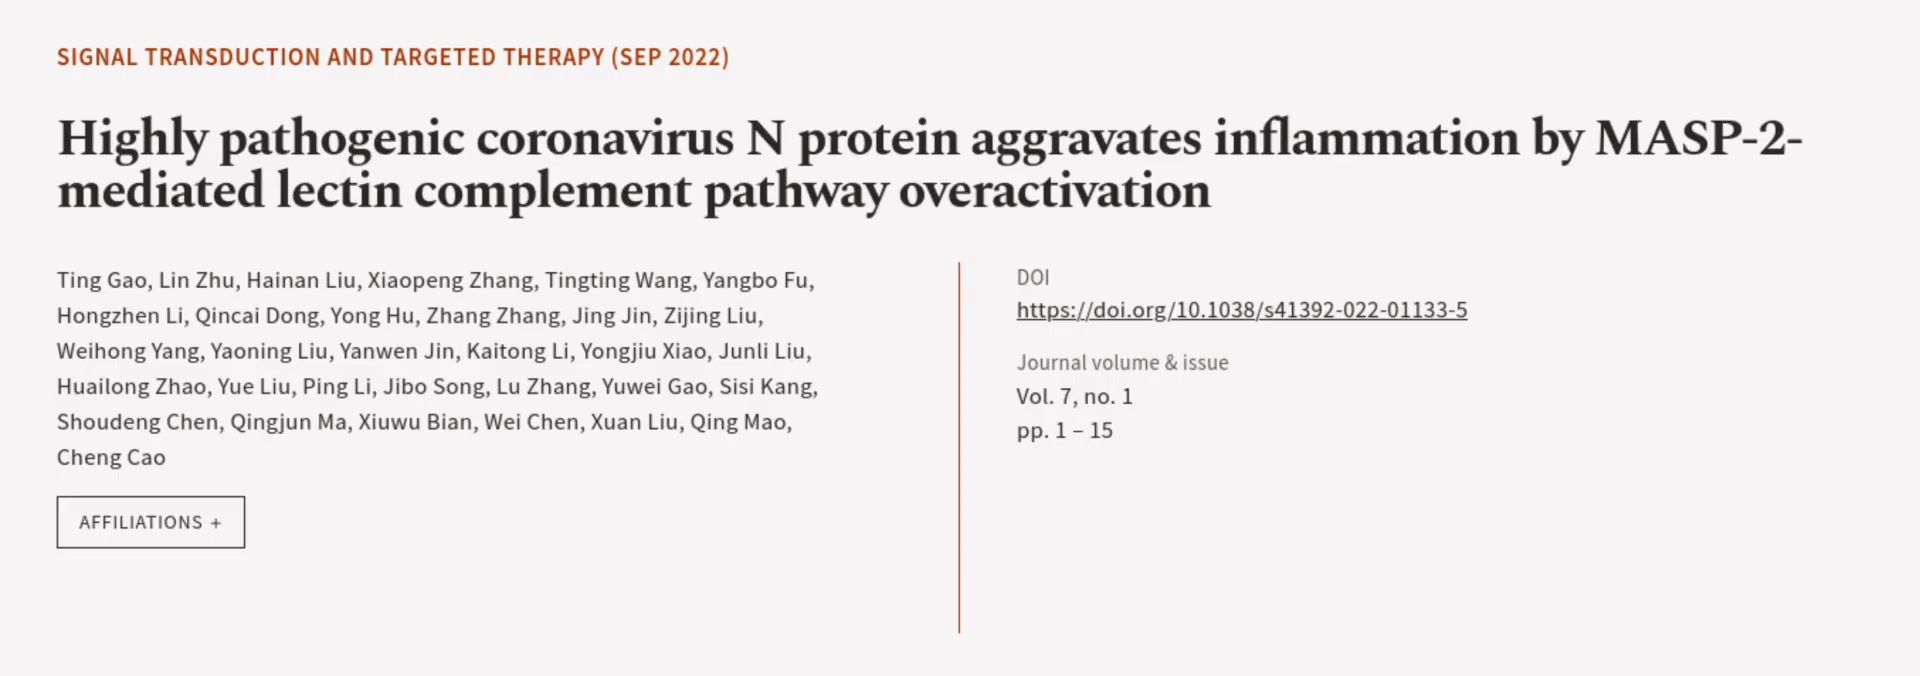 SIGNAL TRANSDUCTION AND TARGETED THERAPY (SEP 2022)
Highly pathogenic coronavirus N protein aggravates inflammation by MASP-2-
mediated lectin complement pathway overactivation
Ting Gao, Lin Zhu, Hainan Liu, Xiaopeng Zhang, Tingting Wang, Yangbo Fu,
Hongzhen Li, Qincai Dong, Yong Hu, Zhang Zhang, Jing Jin, Zijing Liu,
Weihong Yang, Yaoning Liu, Yanwen Jin, Kaitong Li, Yongjiu Xiao, Junli Liu,
Huailong Zhao, Yue Liu, Ping Li, Jibo Song, Lu Zhang, Yuwei Gao, Sisi Kang,
Shoudeng Chen, Qingjun Ma, Xiuwu Bian, Wei Chen, Xuan Liu, Qing Mao,
Cheng Cao
AFFILIATIONS +
DOI
https://doi.org/10.1038/s41392-022-01133-5
Journal volume & issue
Vol. 7, no. 1
pp. 1 – 15